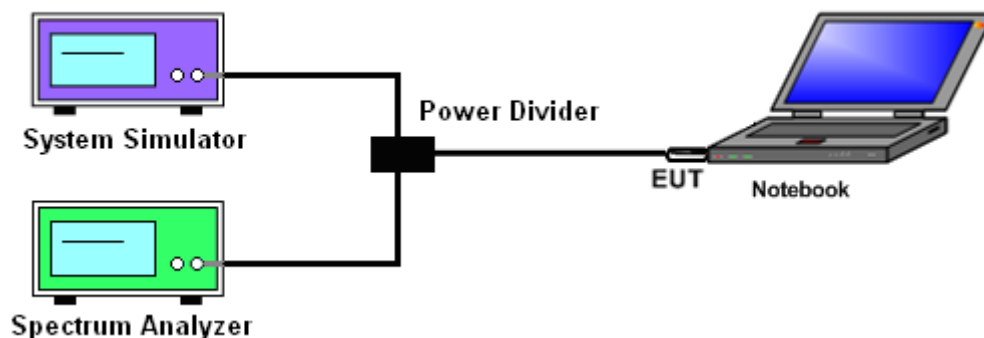 System Simulator
Power Divider
EUT
Notebook
Spectrum Analyzer